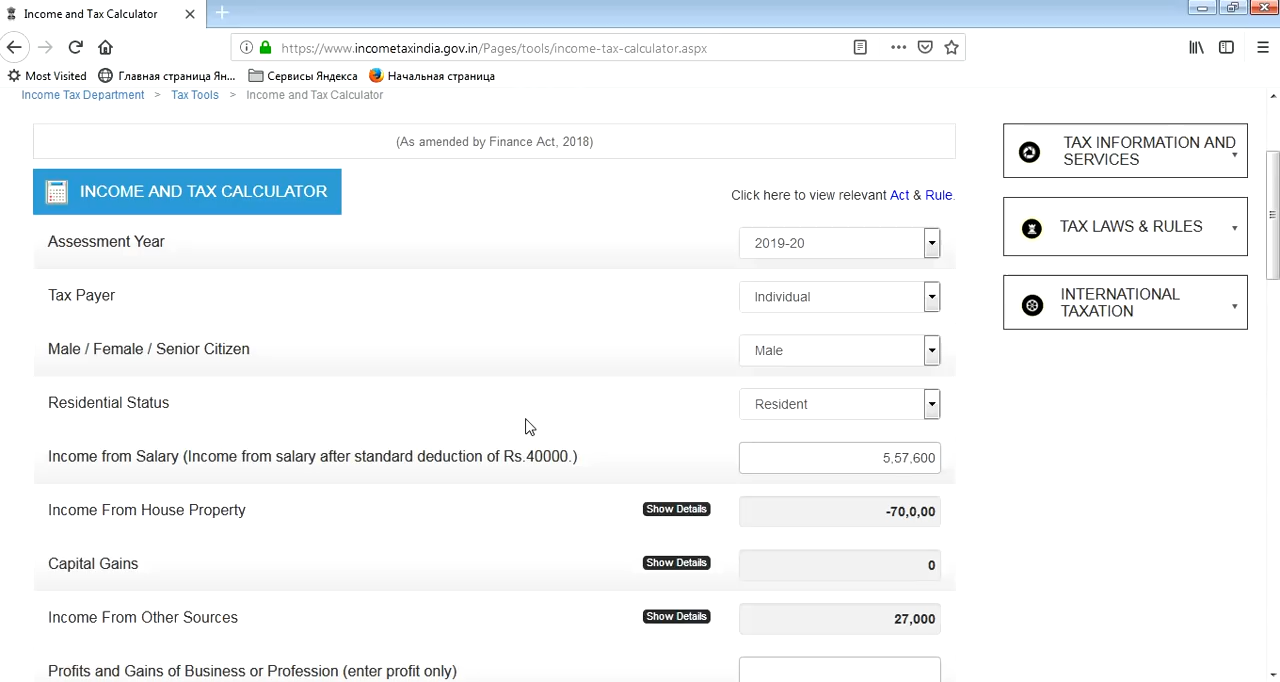 Income and Tax Calculator
https://www.incometaxindia.gov.in/Pages/tools/income-tax-calculator.aspx
Most Visited Главная страница Ян... Сервисы Яндекса Начальная страница
Income Tax Department > Tax Tools > Income and Tax Calculator
(As amended by Finance Act, 2018)
INCOME AND TAX CALCULATOR
Click here to view relevant Act & Rule.
Assessment Year 2019-20
Tax Payer Individual
Male / Female / Senior Citizen Male
Residential Status Resident
Income from Salary (Income from salary after standard deduction of Rs.40000.) 5,57,600
Income From House Property Show Details -70,0,00
Capital Gains Show Details 0
Income From Other Sources Show Details 27,000
Profits and Gains of Business or Profession (enter profit only)
TAX INFORMATION AND
SERVICES
TAX LAWS & RULES
INTERNATIONAL
TAXATION